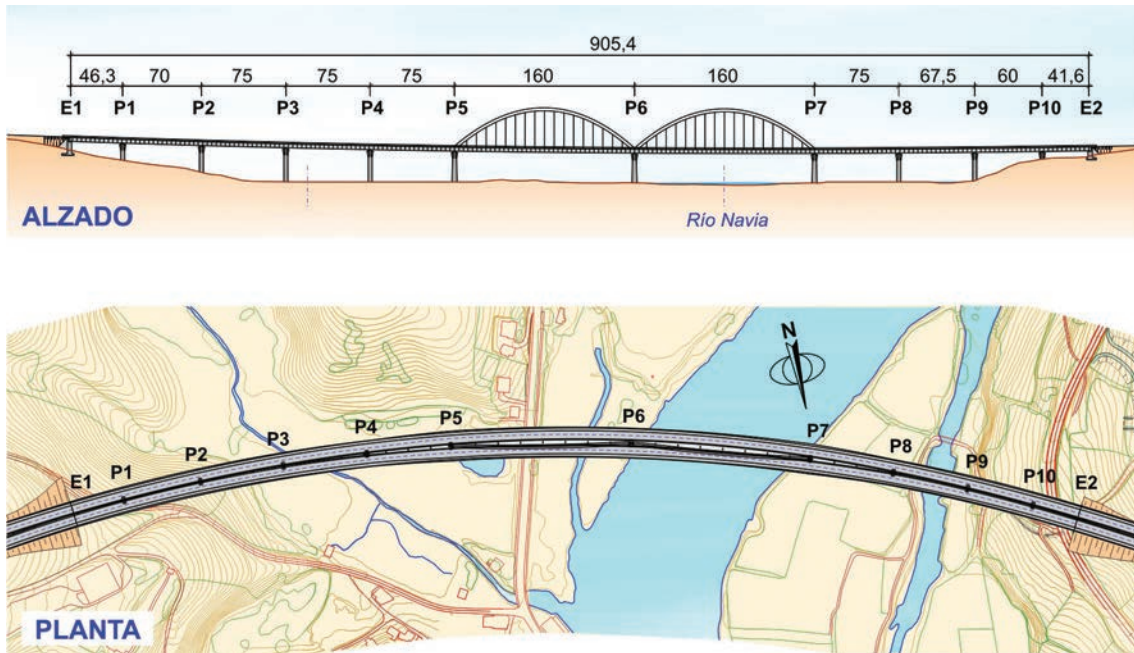 905,4
46,3 70 75 75 75 160 160 75 67,5 60 41,6
E1 P1 P2 P3 P4 P5 P6 P7 P8 P9 P10 E2
ALZADO
Río Navia
N
E1 P1 P2 P3 P4 P5 P6 P7 P8 P9 P10 E2
PLANTA